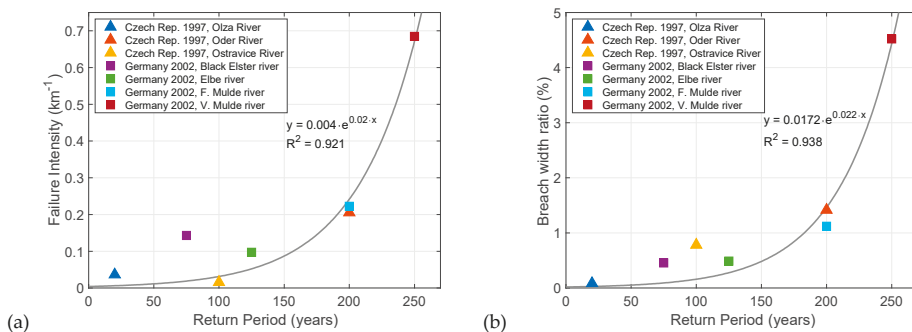 0.7
0.6
0.5
0.4
0.3
0.2
0.1
0
Failure Intensity (km-1)
Czech Rep. 1997, Olza River
Czech Rep. 1997, Oder River
Czech Rep. 1997, Ostravice River
Germany 2002, Black Elster river
Germany 2002, Elbe river
Germany 2002, F. Mulde river
Germany 2002, V. Mulde river
y = 0.004·e0.02·x
R2 = 0.921
0 50 100 150 200 250
Return Period (years)
(a)
5
4
3
2
1
0
Breach width ratio (%)
Czech Rep. 1997, Olza River
Czech Rep. 1997, Oder River
Czech Rep. 1997, Ostravice River
Germany 2002, Black Elster river
Germany 2002, Elbe river
Germany 2002, F. Mulde river
Germany 2002, V. Mulde river
y = 0.0172·e0.022·x
R2 = 0.938
0 50 100 150 200 250
Return Period (years)
(b)